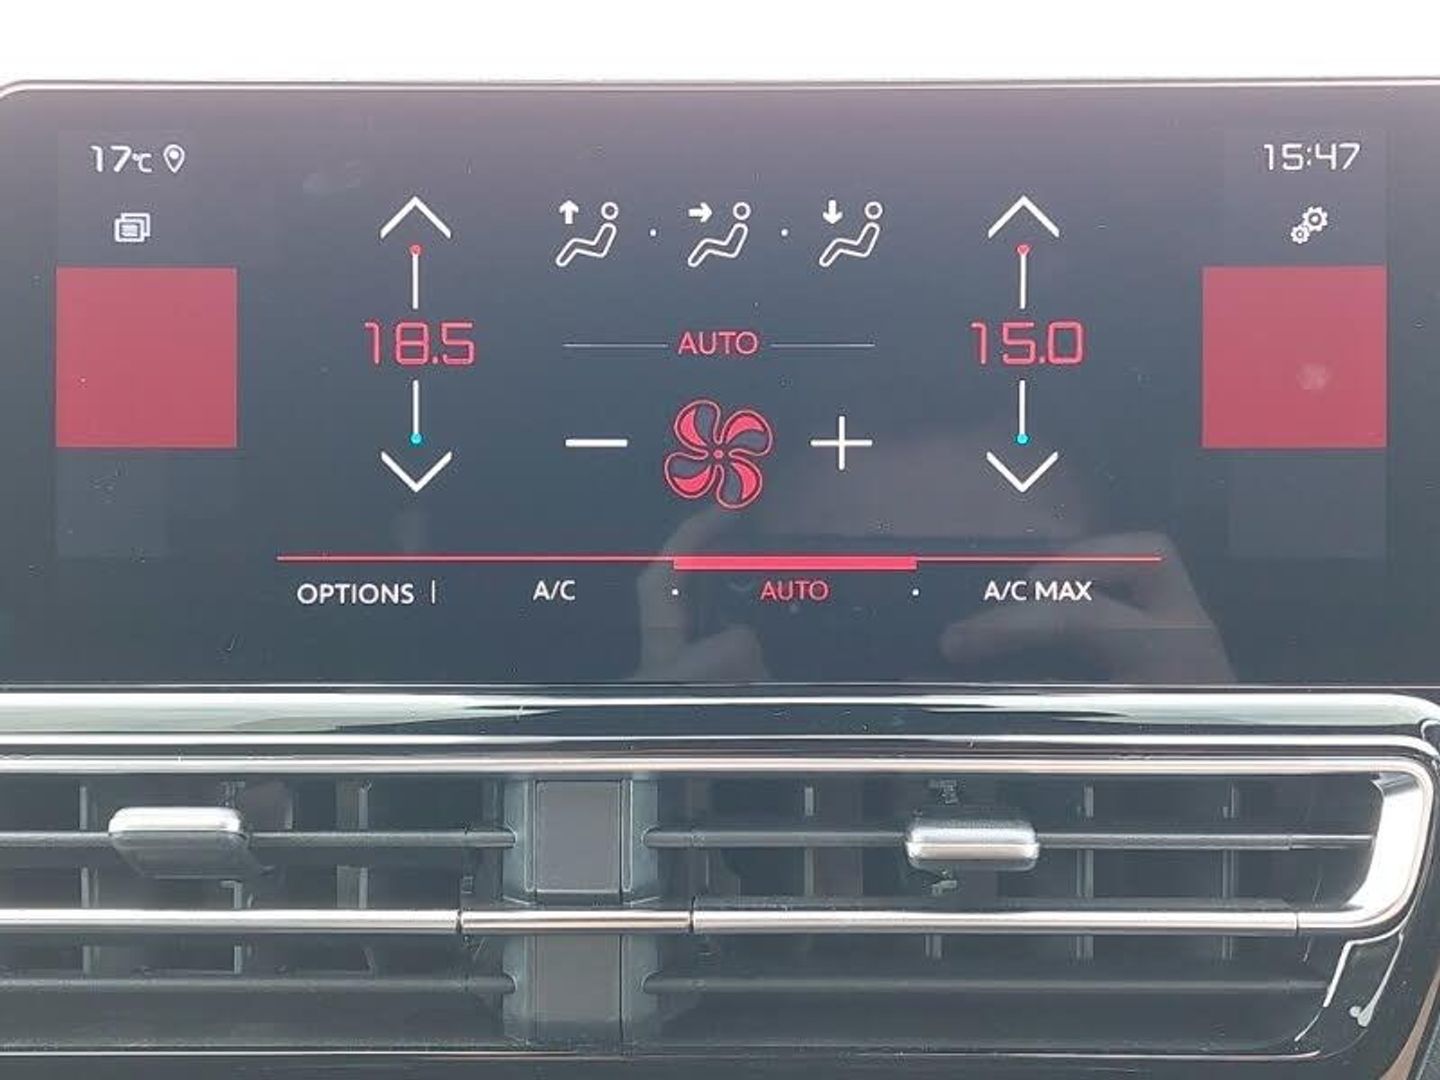 17℃
15:47
18.5
AUTO
15.0
OPTIONS | A/C · AUTO · A/C MAX